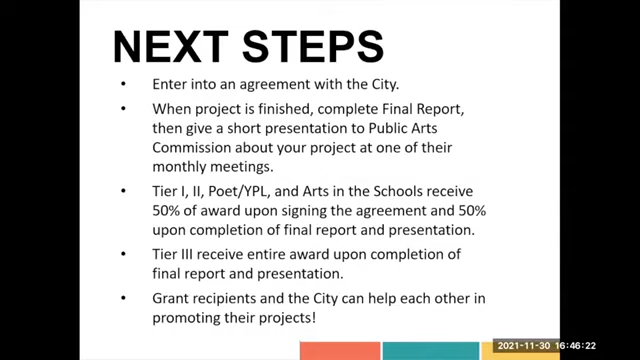 NEXT STEPS
• Enter into an agreement with the City.
• When project is finished, complete Final Report,
then give a short presentation to Public Arts
Commission about your project at one of their
monthly meetings.
• Tier I, II, Poet/YPL, and Arts in the Schools receive
50% of award upon signing the agreement and 50%
upon completion of final report and presentation.
• Tier III receive entire award upon completion of
final report and presentation.
• Grant recipients and the City can help each other in
promoting their projects!
2021-11-30 16:46:22